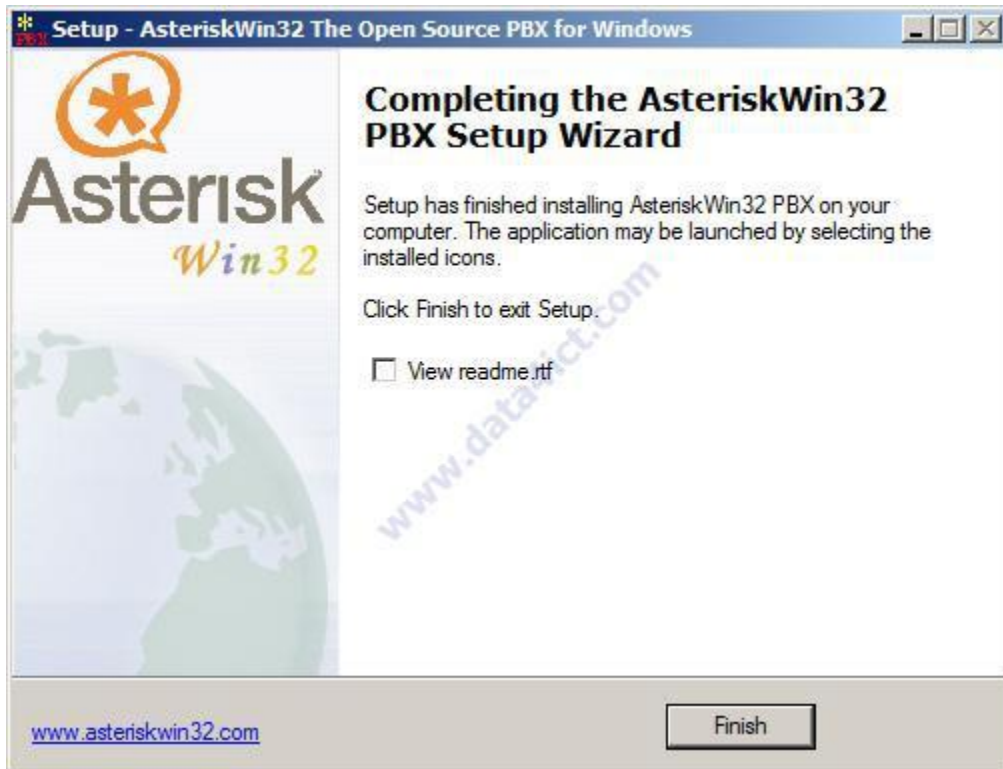 PBX
Setup - AsteriskWin32 The Open Source PBX for Windows
Asterisk
Win32
Completing the AsteriskWin32
PBX Setup Wizard
Setup has finished installing AsteriskWin32 PBX on your
computer. The application may be launched by selecting the
installed icons.
Click Finish to exit Setup.
View readme.rtf
www.data4ict.com
www.asteriskwin32.com
Finish